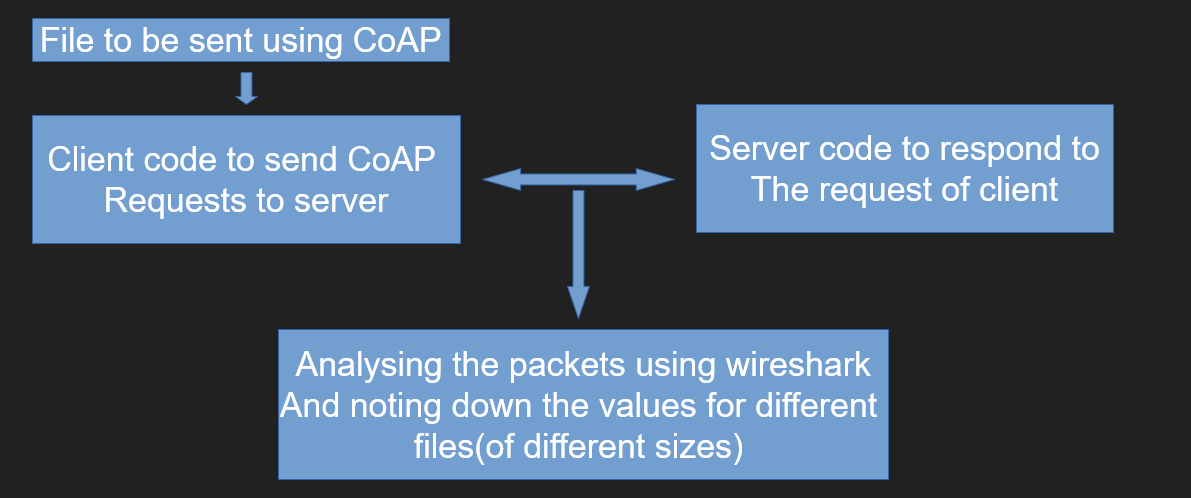 File to be sent using CoAP
Client code to send CoAP
Requests to server
Server code to respond to
The request of client
Analysing the packets using wireshark
And noting down the values for different
files(of different sizes)